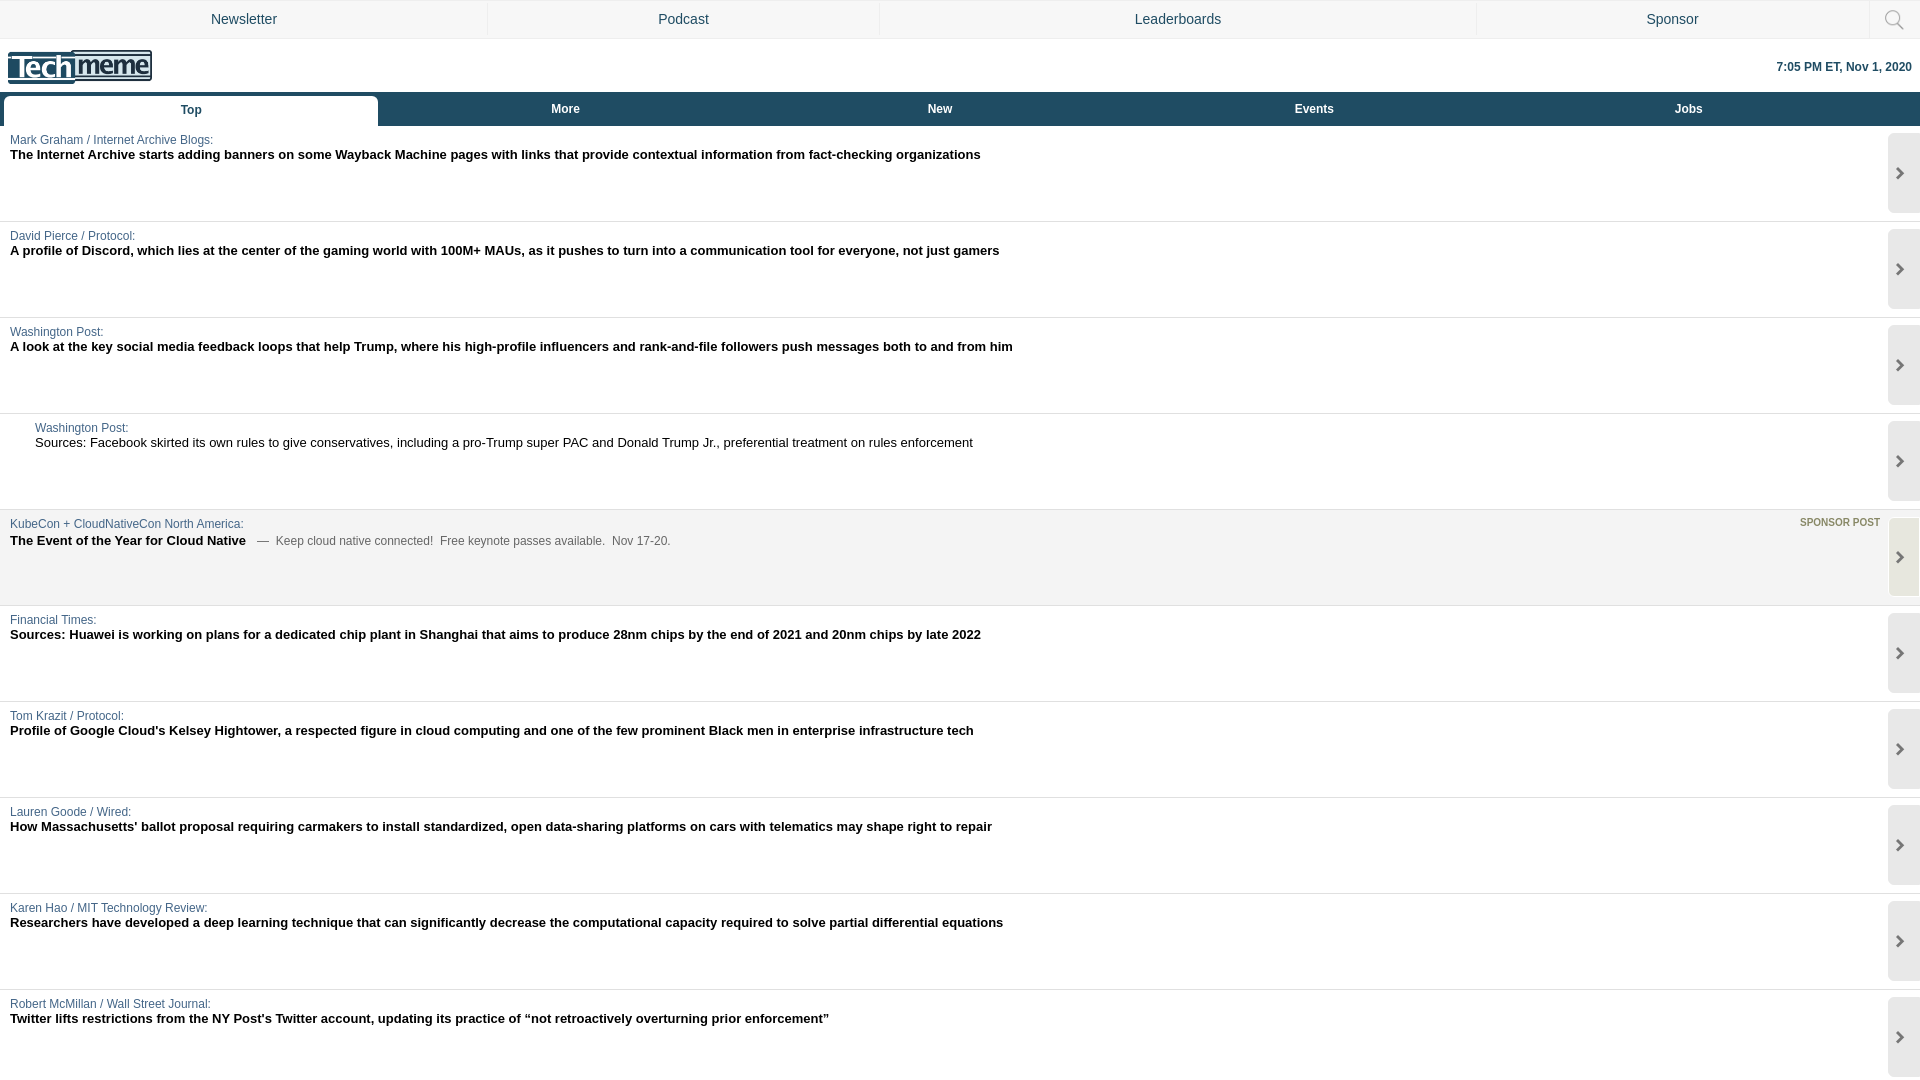 Newsletter
Podcast
Leaderboards
Sponsor
Techmeme
7:05 PM ET, Nov 1, 2020
Top
More
New
Events
Jobs
Mark Graham / Internet Archive Blogs:
The Internet Archive starts adding banners on some Wayback Machine pages with links that provide contextual information from fact-checking organizations
David Pierce / Protocol:
A profile of Discord, which lies at the center of the gaming world with 100M+ MAUs, as it pushes to turn into a communication tool for everyone, not just gamers
Washington Post:
A look at the key social media feedback loops that help Trump, where his high-profile influencers and rank-and-file followers push messages both to and from him
Washington Post:
Sources: Facebook skirted its own rules to give conservatives, including a pro-Trump super PAC and Donald Trump Jr., preferential treatment on rules enforcement
KubeCon + CloudNativeCon North America:
SPONSOR POST
The Event of the Year for Cloud Native — Keep cloud native connected! Free keynote passes available. Nov 17-20.
Financial Times:
Sources: Huawei is working on plans for a dedicated chip plant in Shanghai that aims to produce 28nm chips by the end of 2021 and 20nm chips by late 2022
Tom Krazit / Protocol:
Profile of Google Cloud's Kelsey Hightower, a respected figure in cloud computing and one of the few prominent Black men in enterprise infrastructure tech
Lauren Goode / Wired:
How Massachusetts' ballot proposal requiring carmakers to install standardized, open data-sharing platforms on cars with telematics may shape right to repair
Karen Hao / MIT Technology Review:
Researchers have developed a deep learning technique that can significantly decrease the computational capacity required to solve partial differential equations
Robert McMillan / Wall Street Journal:
Twitter lifts restrictions from the NY Post's Twitter account, updating its practice of “not retroactively overturning prior enforcement”